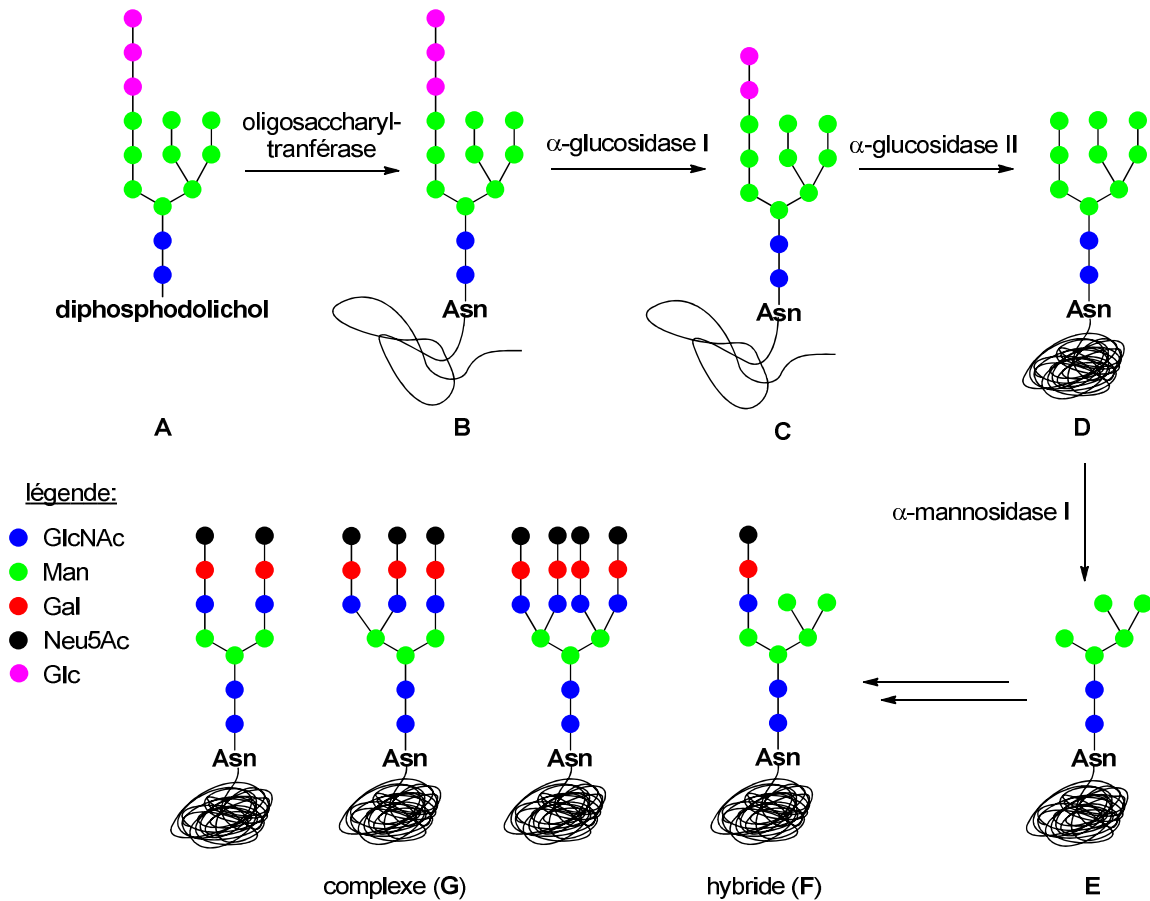 oligosaccharyl-
tranférase
α-glucosidase I
α-glucosidase II
diphosphodolichol
Asn
Asn
Asn
A
B
C
D
légende:
GlcNAc
Man
Gal
Neu5Ac
Glc
α-mannosidase I
Asn
Asn
Asn
Asn
Asn
complexe (G)
hybride (F)
E